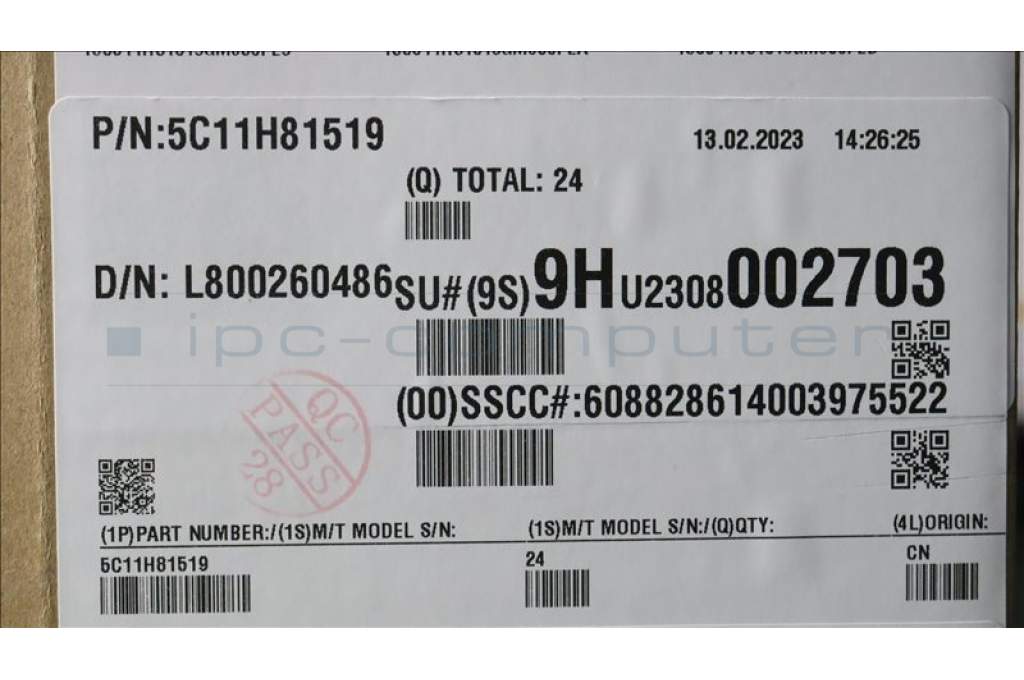 P/N:5C11H81519
13.02.2023 14:26:25
(Q) TOTAL: 24
D/N: L800260486 SU#(9S)9HU2308002703
ipc-computer
(00)SSCC#:608828614003975522
QC
PASS
28
(1P)PART NUMBER:/(1S)M/T MODEL S/N: (1S)M/T MODEL S/N:/(Q)QTY: (4L)ORIGIN:
5C11H81519 24 CN